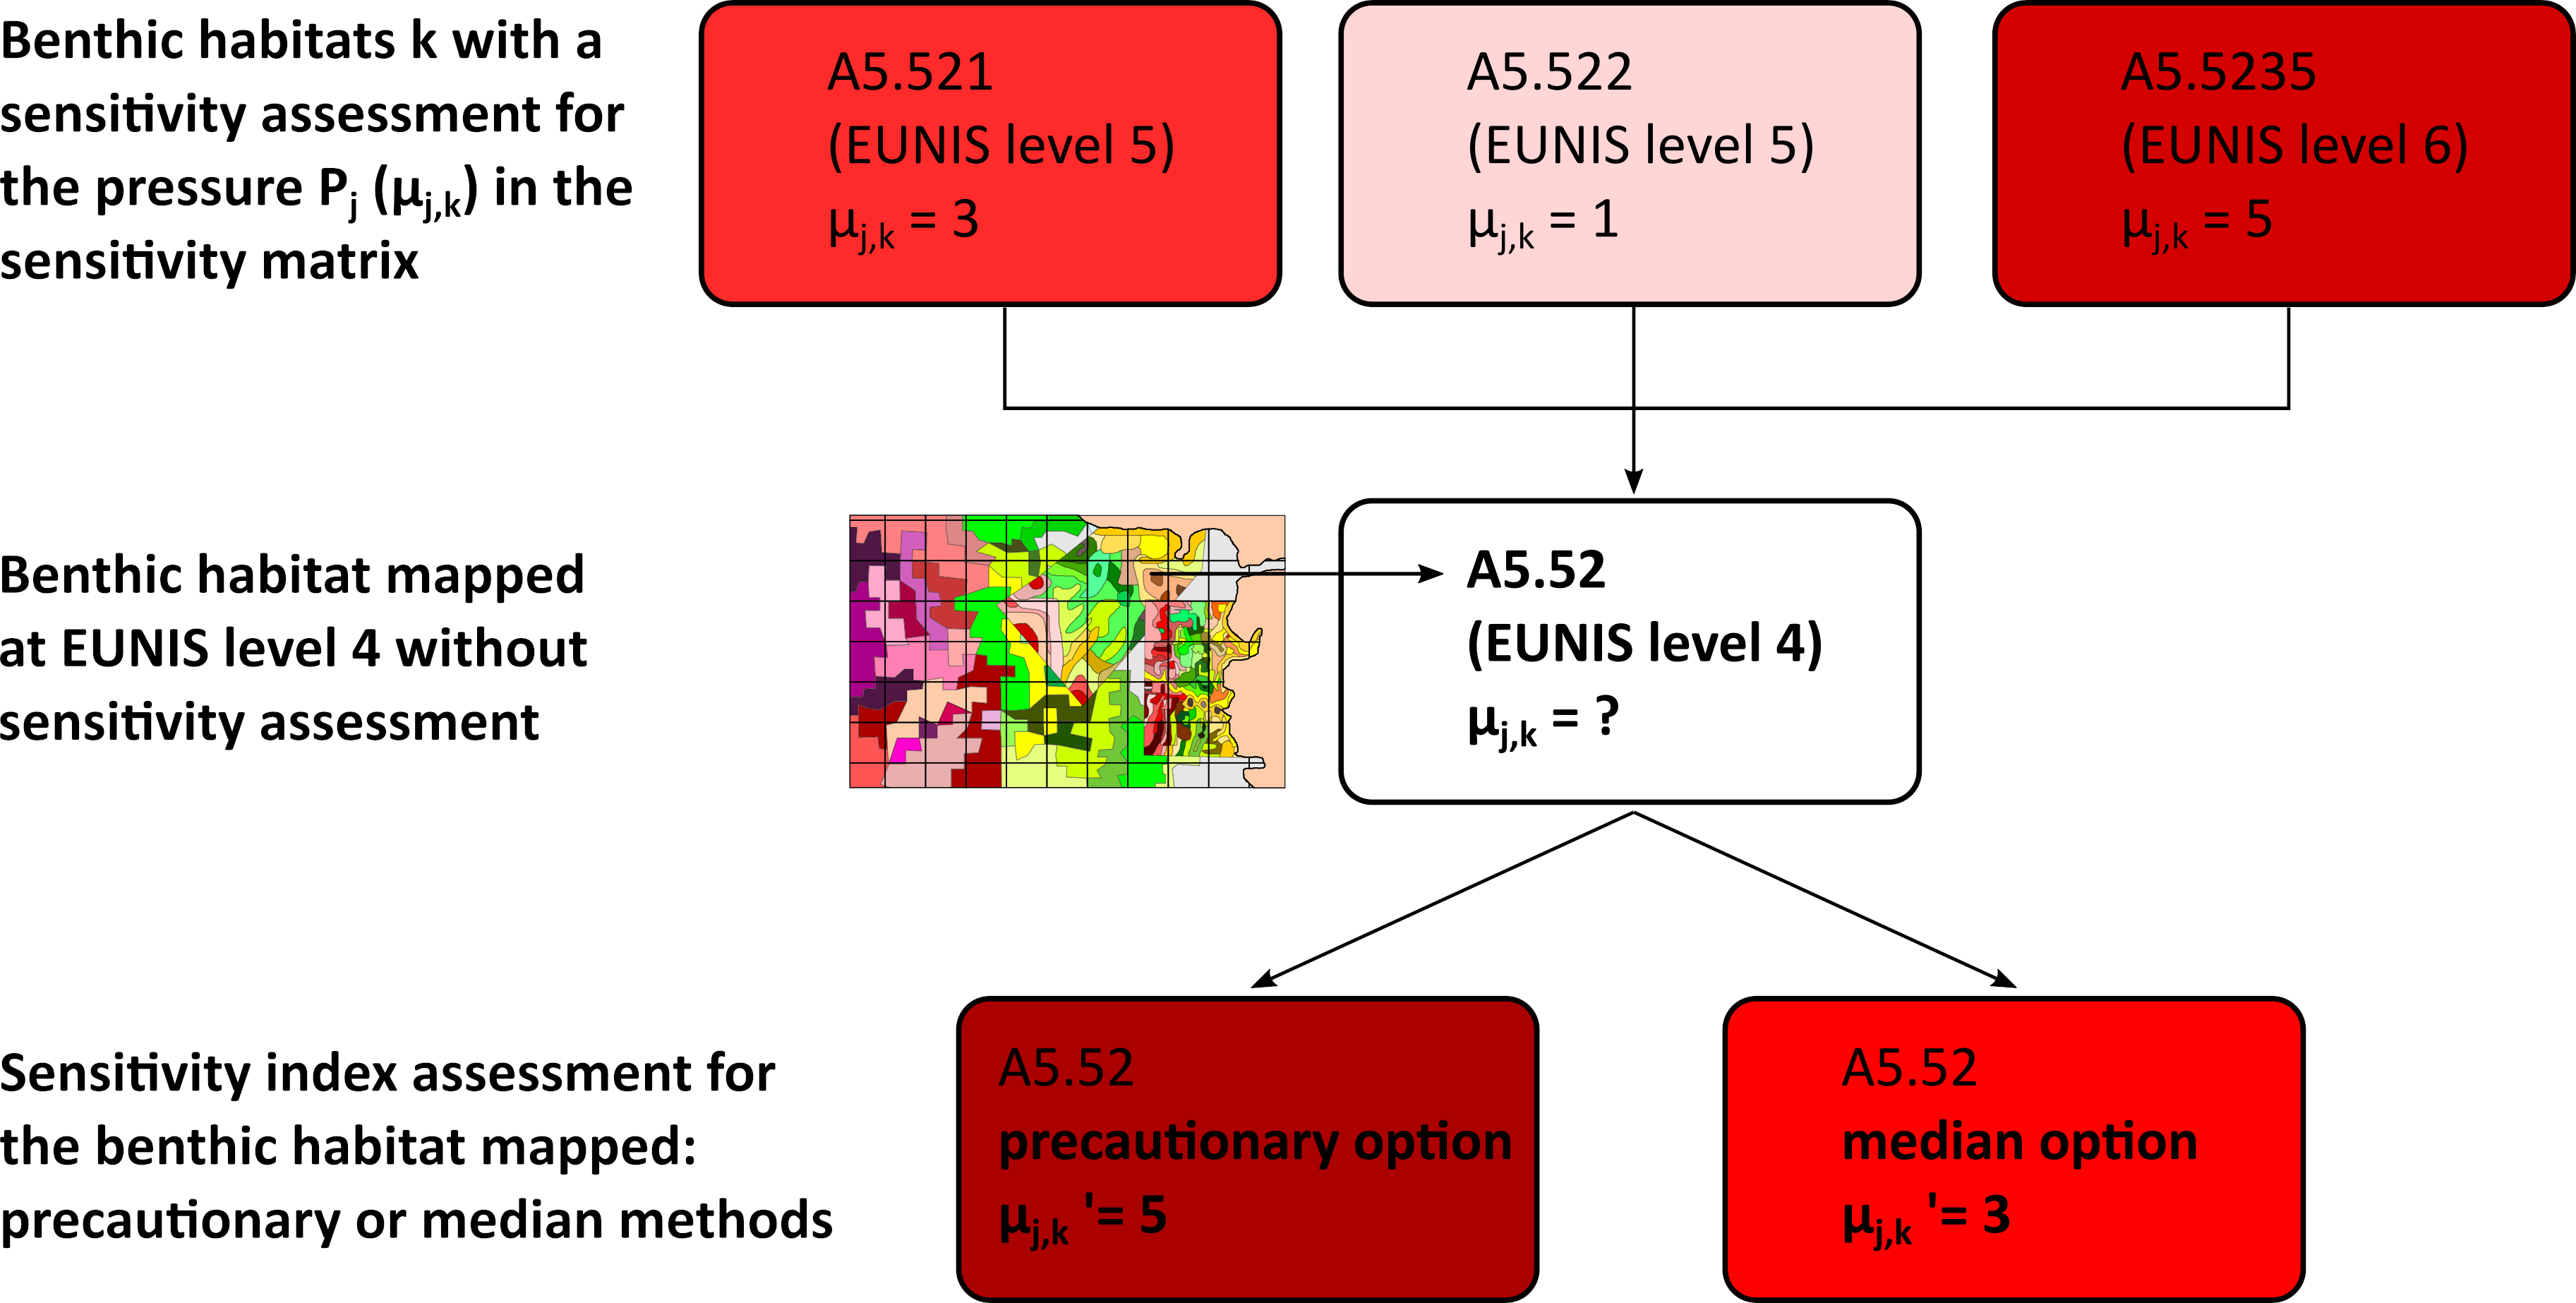 Benthic habitats k with a
sensitivity assessment for
the pressure Pj (μj,k) in the
sensitivity matrix
A5.521
(EUNIS level 5)
μj,k = 3
A5.522
(EUNIS level 5)
μj,k = 1
A5.5235
(EUNIS level 6)
μj,k = 5
Benthic habitat mapped
at EUNIS level 4 without
sensitivity assessment
A5.52
(EUNIS level 4)
μj,k = ?
Sensitivity index assessment for
the benthic habitat mapped:
precautionary or median methods
A5.52
precautionary option
μj,k '= 5
A5.52
median option
μj,k '= 3